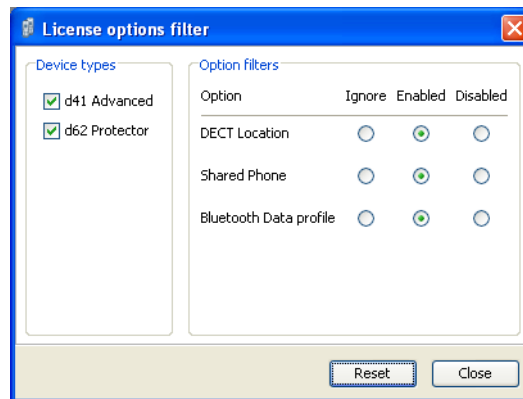 License options filter
Device types
d41 Advanced
d62 Protector
Option filters
Option Ignore Enabled Disabled
DECT Location
Shared Phone
Bluetooth Data profile
Reset Close